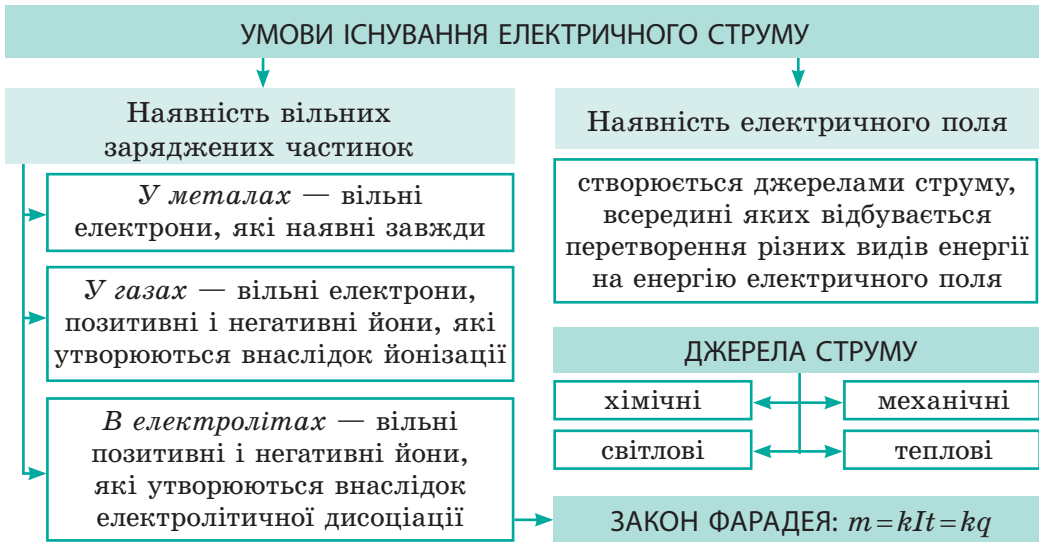 УМОВИ ІСНУВАННЯ ЕЛЕКТРИЧНОГО СТРУМУ
Наявність вільних
заряджених частинок
У металах — вільні
електрони, які наявні завжди
У газах — вільні електрони,
позитивні і негативні йони, які
утворюються внаслідок йонізації
В електролітах — вільні
позитивні і негативні йони,
які утворюються внаслідок
електролітичної дисоціації
Наявність електричного поля
створюється джерелами струму,
всередині яких відбувається
перетворення різних видів енергії
на енергію електричного поля
ДЖЕРЕЛА СТРУМУ
хімічні
механічні
світлові
теплові
ЗАКОН ФАРАДЕЯ: m=kIt=kq